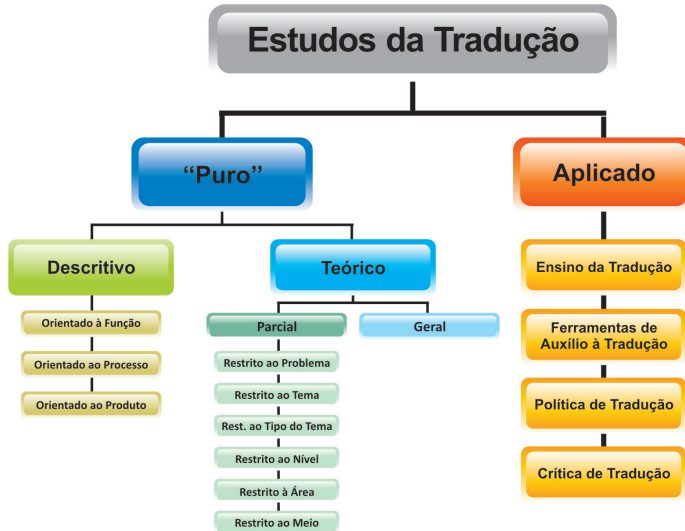 Estudos da Tradução
“Puro”
Aplicado
Descritivo
Teórico
Ensino da Tradução
Orientado à Função
Parcial
Geral
Ferramentas de
Auxílio à Tradução
Orientado ao Processo
Restrito ao Problema
Restrito ao Tema
Orientado ao Produto
Política de Tradução
Rest. ao Tipo do Tema
Restrito ao Nível
Crítica de Tradução
Restrito à Área
Restrito ao Meio